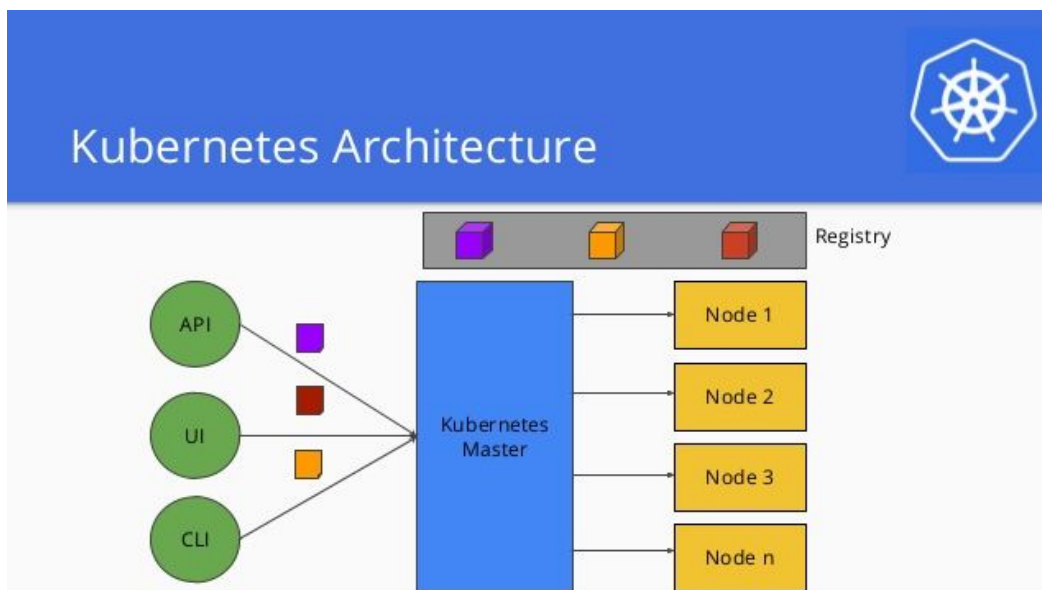 Kubernetes Architecture
Registry
API
UI
CLI
Kubernetes
Master
Node 1
Node 2
Node 3
Node n